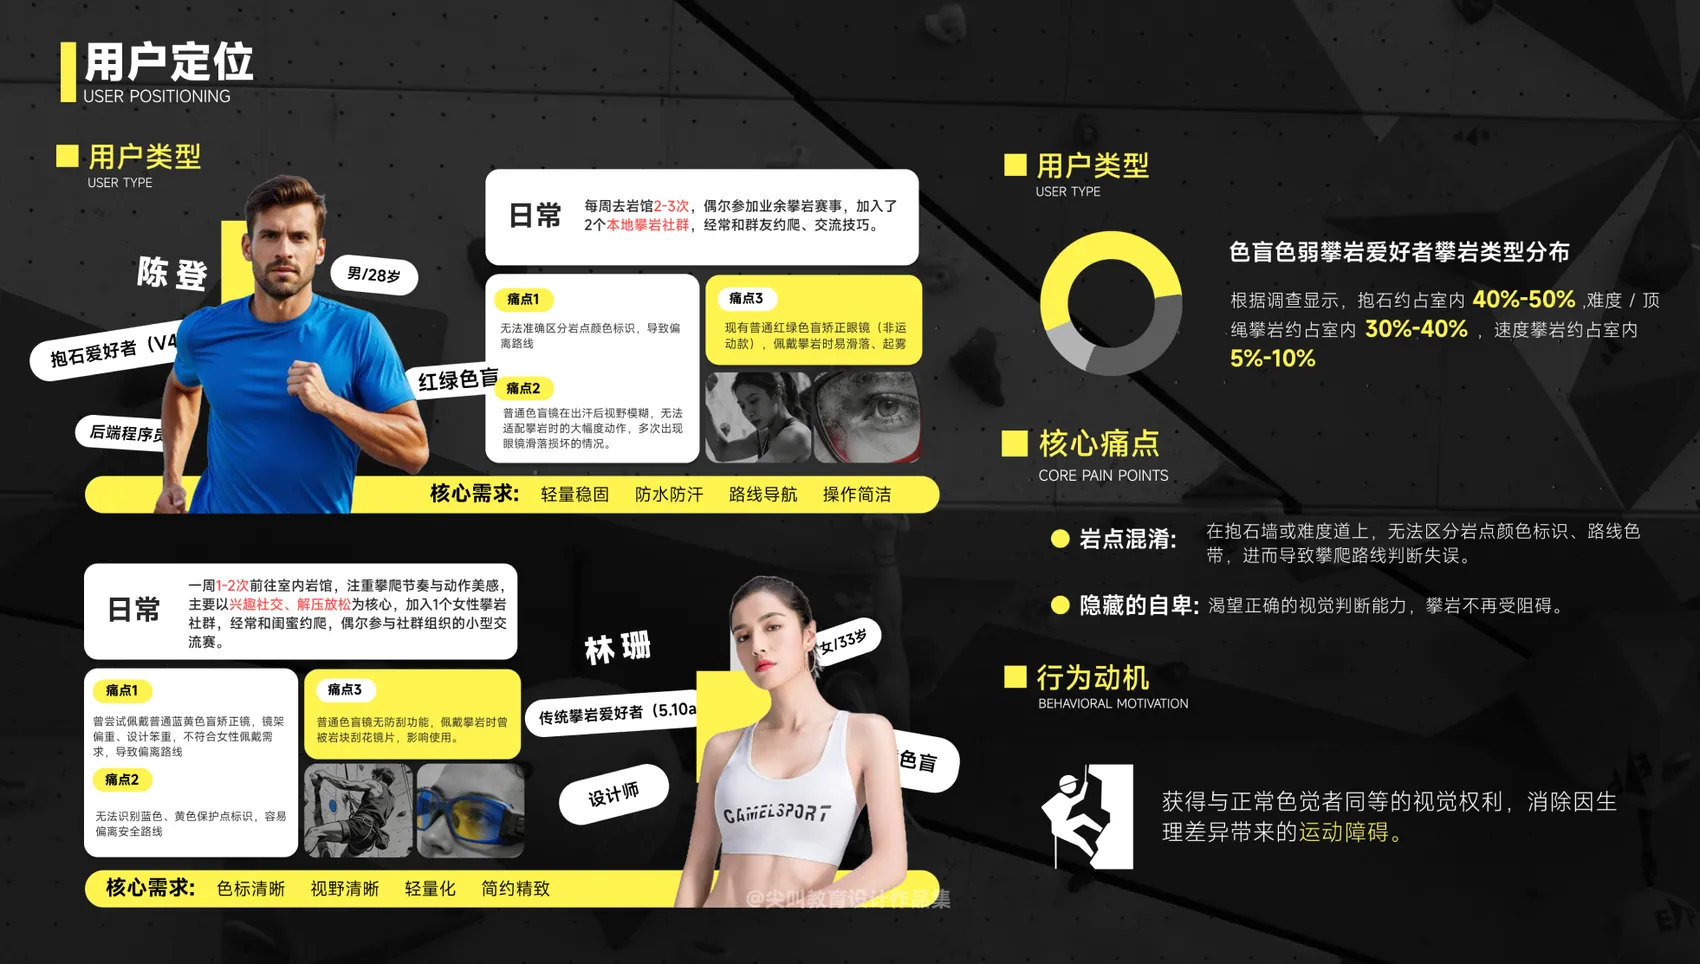 用户定位
USER POSITIONING
用户类型
USER TYPE
陈登
男/28岁
抱石爱好者（V4
后端程序员
红绿色盲
日常
每周去岩馆2-3次，偶尔参加业余攀岩赛事，加入了
2个本地攀岩社群，经常和群友约爬、交流技巧。
痛点1
无法准确区分岩点颜色标识，导致偏
离路线
痛点2
普通色盲镜在出汗后视野模糊，无法
适配攀岩时的大幅度动作，多次出现
眼镜滑落损坏的情况。
痛点3
现有普通红绿色盲矫正眼镜（非运
动款），佩戴攀岩时易滑落、起雾
核心需求: 轻量稳固 防水防汗 路线导航 操作简洁
日常
一周1-2次前往室内岩馆，注重攀爬节奏与动作美感，
主要以兴趣社交、解压放松为核心，加入1个女性攀岩
社群，经常和闺蜜约爬，偶尔参与社群组织的小型交
流赛。
痛点1
曾尝试佩戴普通蓝黄色盲矫正镜，镜架
偏重、设计笨重，不符合女性佩戴需
求，导致偏离路线
痛点2
无法识别蓝色、黄色保护点标识，容易
偏离安全路线
痛点3
普通色盲镜无防刮功能，佩戴攀岩时曾
被岩块刮花镜片，影响使用。
林珊
女/33岁
传统攀岩爱好者（5.10a
设计师
色盲
CAMELSPORT
核心需求: 色标清晰 视野清晰 轻量化 简约精致
@尖叫教育设计作品集
用户类型
USER TYPE
色盲色弱攀岩爱好者攀岩类型分布
根据调查显示，抱石约占室内 40%-50% ,难度 / 顶
绳攀岩约占室内 30%-40% ，速度攀岩约占室内
5%-10%
核心痛点
CORE PAIN POINTS
岩点混淆: 在抱石墙或难度道上，无法区分岩点颜色标识、路线色
带，进而导致攀爬路线判断失误。
隐藏的自卑: 渴望正确的视觉判断能力，攀岩不再受阻碍。
行为动机
BEHAVIORAL MOTIVATION
获得与正常色觉者同等的视觉权利，消除因生
理差异带来的运动障碍。